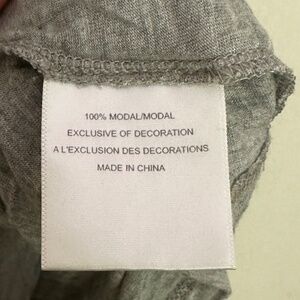 100% MODAL/MODAL
EXCLUSIVE OF DECORATION
A L'EXCLUSION DES DECORATIONS
MADE IN CHINA